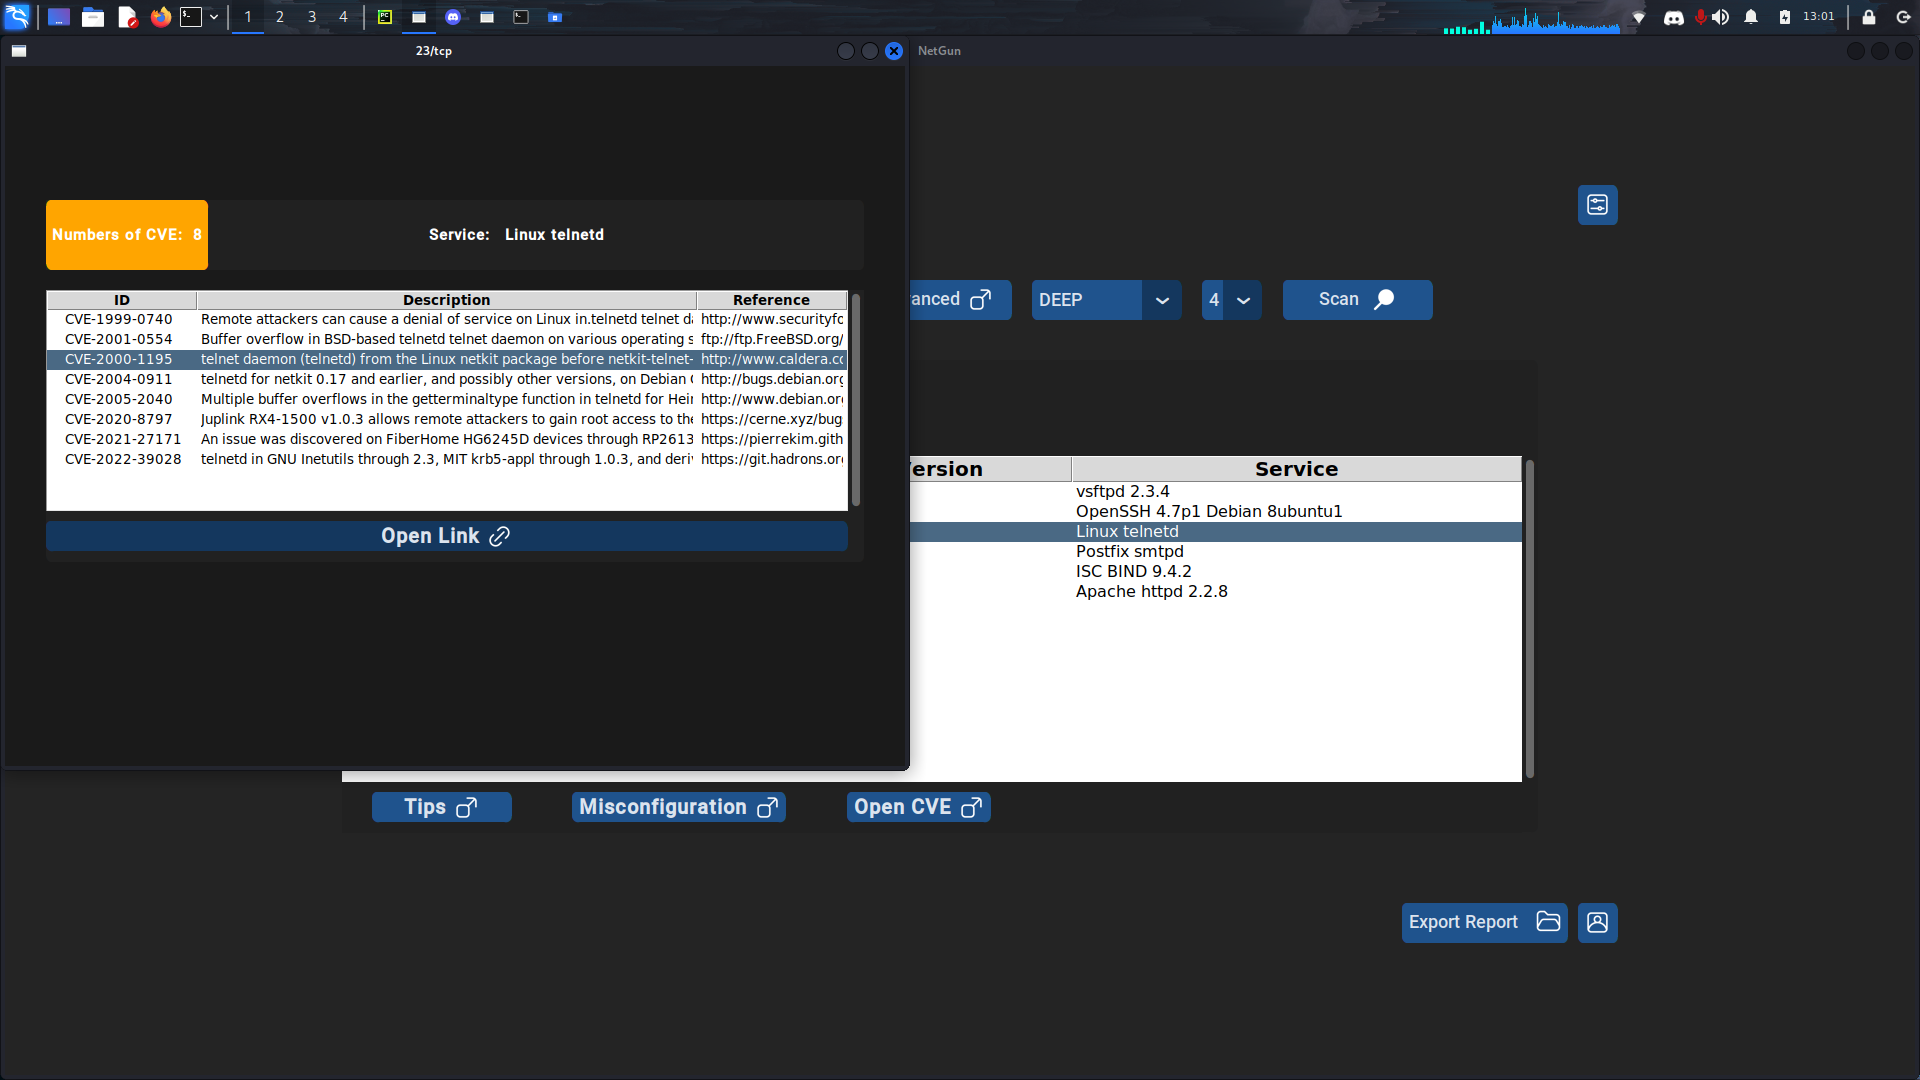 1 2 3 4
13:01
23/tcp
NetGun
Numbers of CVE: 8
Service: Linux telnetd
ID Description Reference
CVE-1999-0740 Remote attackers can cause a denial of service on Linux in.telnetd telnet d http://www.securityfo
CVE-2001-0554 Buffer overflow in BSD-based telnetd telnet daemon on various operating s ftp://ftp.FreeBSD.org/
CVE-2000-1195 telnet daemon (telnetd) from the Linux netkit package before netkit-telnet- http://www.caldera.co
CVE-2004-0911 telnetd for netkit 0.17 and earlier, and possibly other versions, on Debian http://bugs.debian.org
CVE-2005-2040 Multiple buffer overflows in the getterminaltype function in telnetd for Hei http://www.debian.or
CVE-2020-8797 Juplink RX4-1500 v1.0.3 allows remote attackers to gain root access to the https://cerne.xyz/bug
CVE-2021-27171 An issue was discovered on FiberHome HG6245D devices through RP2613 https://pierrekim.gith
CVE-2022-39028 telnetd in GNU Inetutils through 2.3, MIT krb5-appl through 1.0.3, and deri https://git.hadrons.or
Open Link
anced
DEEP
4
Scan
ersion Service
vsftpd 2.3.4
OpenSSH 4.7p1 Debian 8ubuntu1
Linux telnetd
Postfix smtpd
ISC BIND 9.4.2
Apache httpd 2.2.8
Tips
Misconfiguration
Open CVE
Export Report